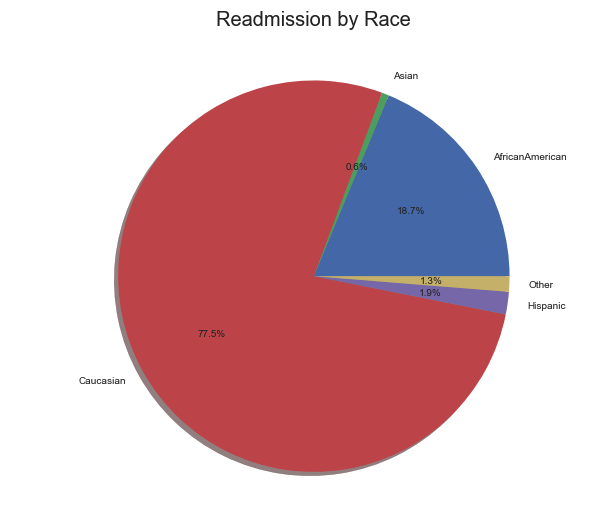 Readmission by Race
Asian
AfricanAmerican
0.6%
18.7%
1.3%
Other
1.9%
Hispanic
77.5%
Caucasian